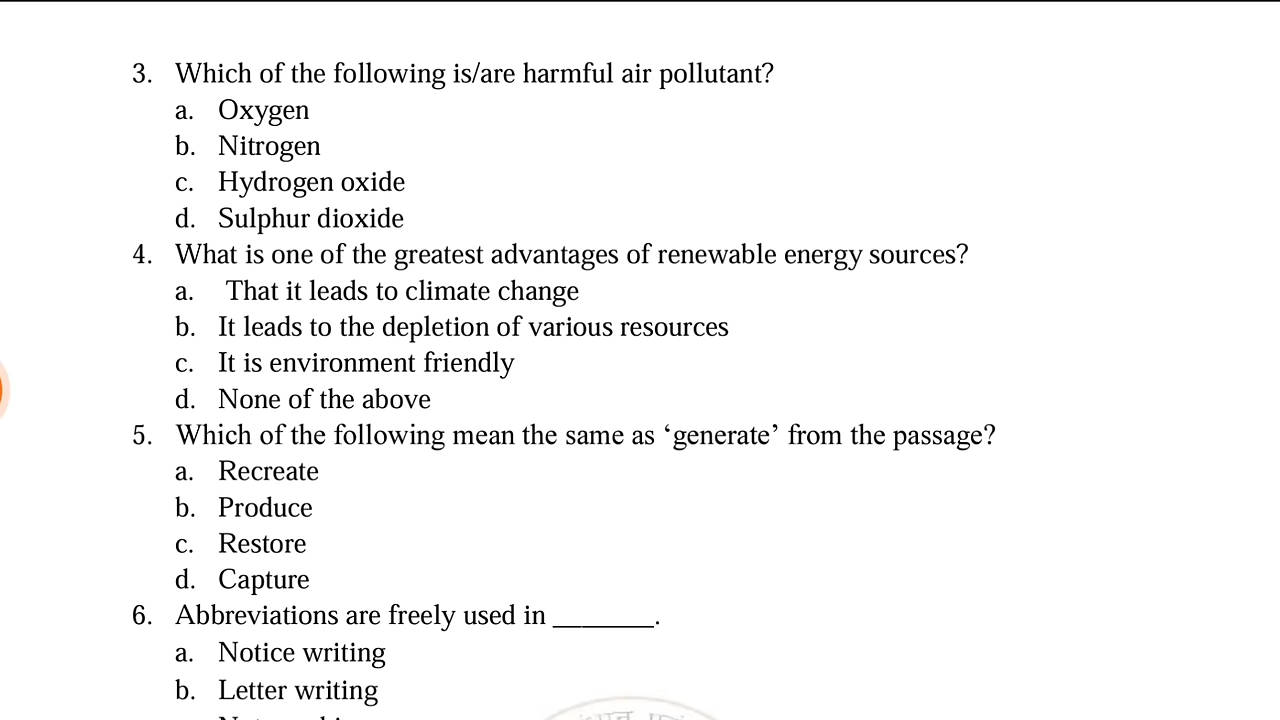 3. Which of the following is/are harmful air pollutant?
a. Oxygen
b. Nitrogen
c. Hydrogen oxide
d. Sulphur dioxide
4. What is one of the greatest advantages of renewable energy sources?
a. That it leads to climate change
b. It leads to the depletion of various resources
c. It is environment friendly
d. None of the above
5. Which of the following mean the same as ‘generate’ from the passage?
a. Recreate
b. Produce
c. Restore
d. Capture
6. Abbreviations are freely used in ________.
a. Notice writing
b. Letter writing